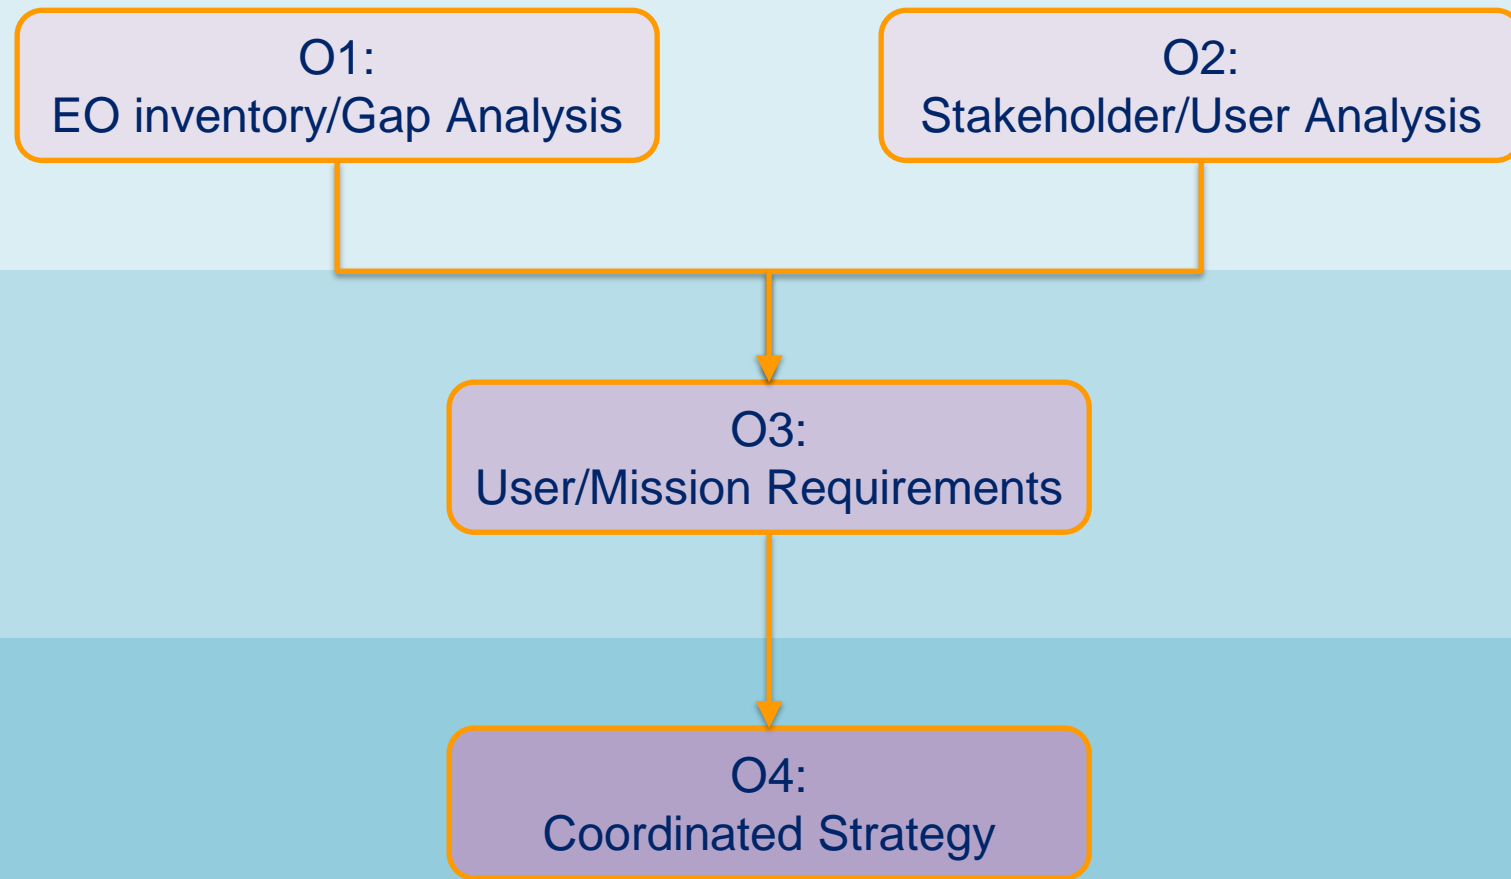 O1:
EO inventory/Gap Analysis
O2:
Stakeholder/User Analysis
O3:
User/Mission Requirements
O4:
Coordinated Strategy